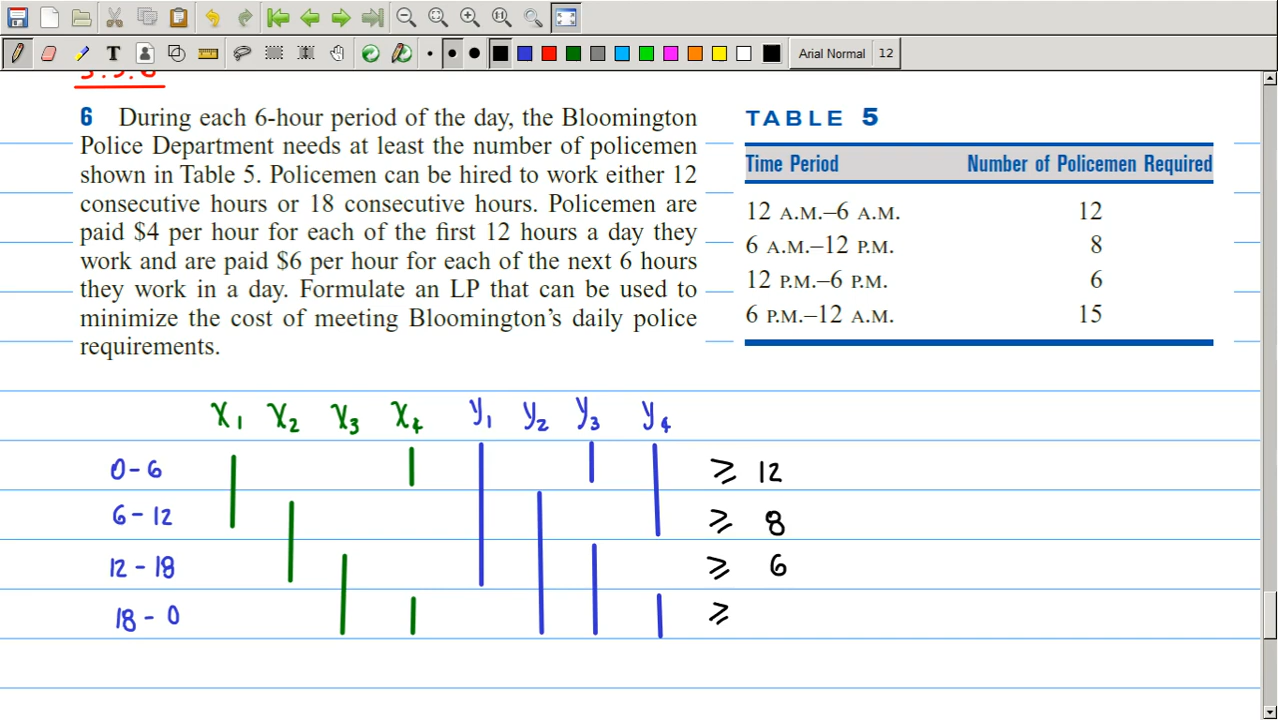 T
Arial Normal 12
3.5.6
6 During each 6-hour period of the day, the Bloomington
Police Department needs at least the number of policemen
shown in Table 5. Policemen can be hired to work either 12
consecutive hours or 18 consecutive hours. Policemen are
paid $4 per hour for each of the first 12 hours a day they
work and are paid $6 per hour for each of the next 6 hours
they work in a day. Formulate an LP that can be used to
minimize the cost of meeting Bloomington's daily police
requirements.
TABLE 5
Time Period Number of Policemen Required
12 A.M.–6 A.M. 12
6 A.M.–12 P.M. 8
12 P.M.–6 P.M. 6
6 P.M.–12 A.M. 15
x1 x2 x3 x4 y1 y2 y3 y4
0-6 ≥ 12
6-12 ≥ 8
12-18 ≥ 6
18-0 ≥